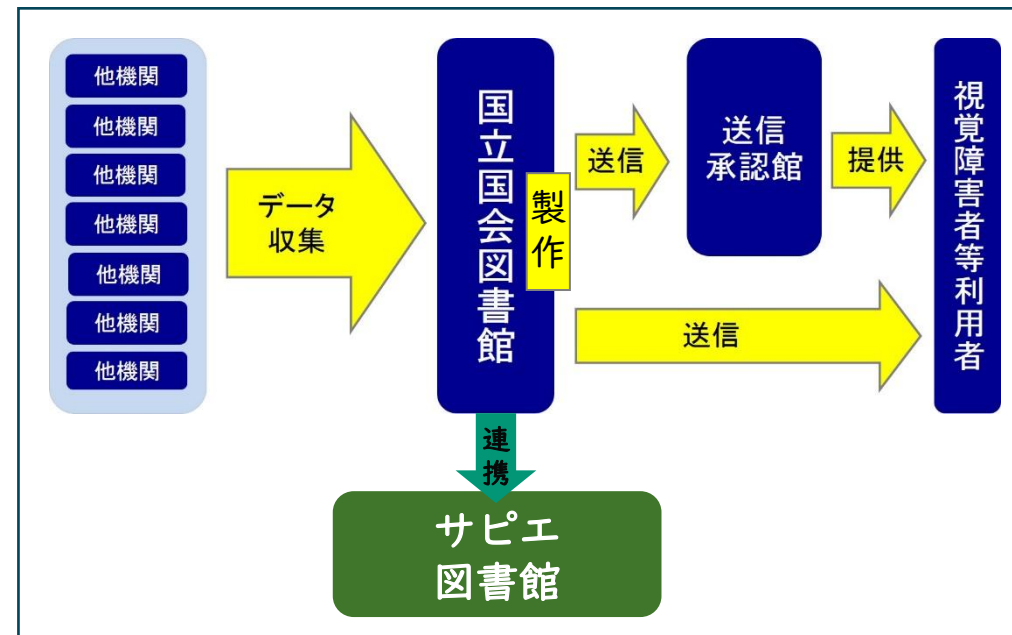 他機関
他機関
他機関
他機関
他機関
他機関
他機関
データ
収集
国立国会図書館
製作
送信
送信
承認館
提供
送信
視覚障害者等利用者
連携
サピエ
図書館